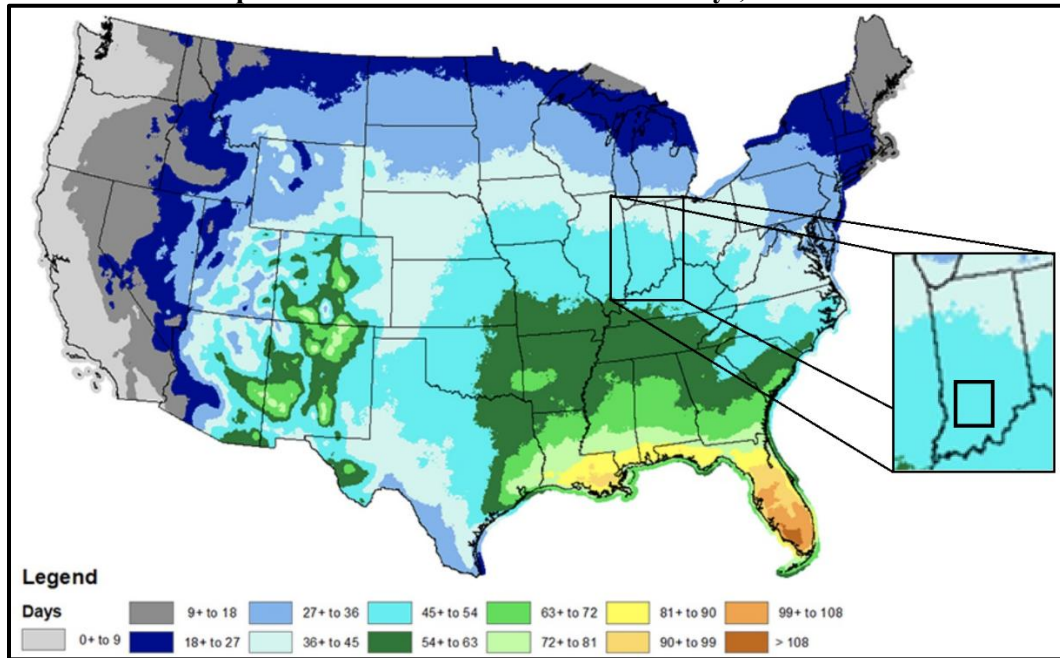 Legend
Days 9+ to 18 27+ to 36 45+ to 54 63+ to 72 81+ to 90 99+ to 108
0+ to 9 18+ to 27 36+ to 45 54+ to 63 72+ to 81 90+ to 99 > 108